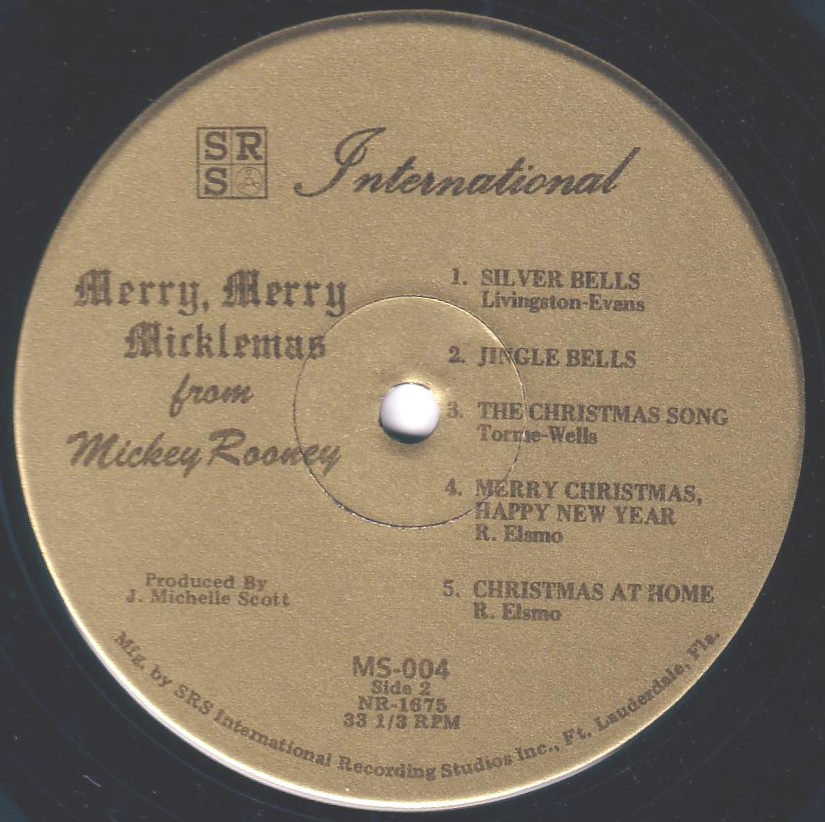 SR
S
International
Merry, Merry
Micklemas
from
Mickey Rooney
1. SILVER BELLS
Livingston-Evans
2. JINGLE BELLS
3. THE CHRISTMAS SONG
Torme-Wells
4. MERRY CHRISTMAS,
HAPPY NEW YEAR
R. Elsmo
5. CHRISTMAS AT HOME
R. Elsmo
Produced By
J. Michelle Scott
MS-004
Side 2
NR-1675
33 1/3 RPM
Mfg. by SRS International Recording Studios Inc., Ft. Lauderdale, Fla.